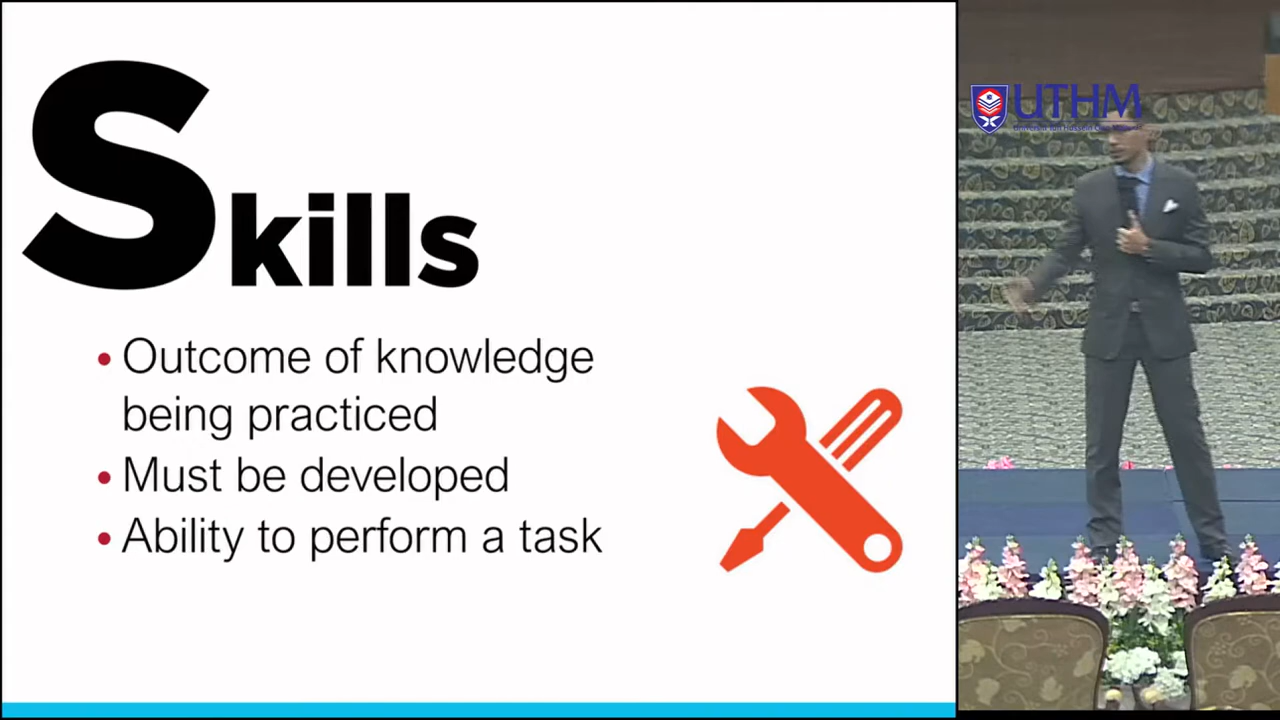 Skills
• Outcome of knowledge
being practiced
• Must be developed
• Ability to perform a task
UTHM